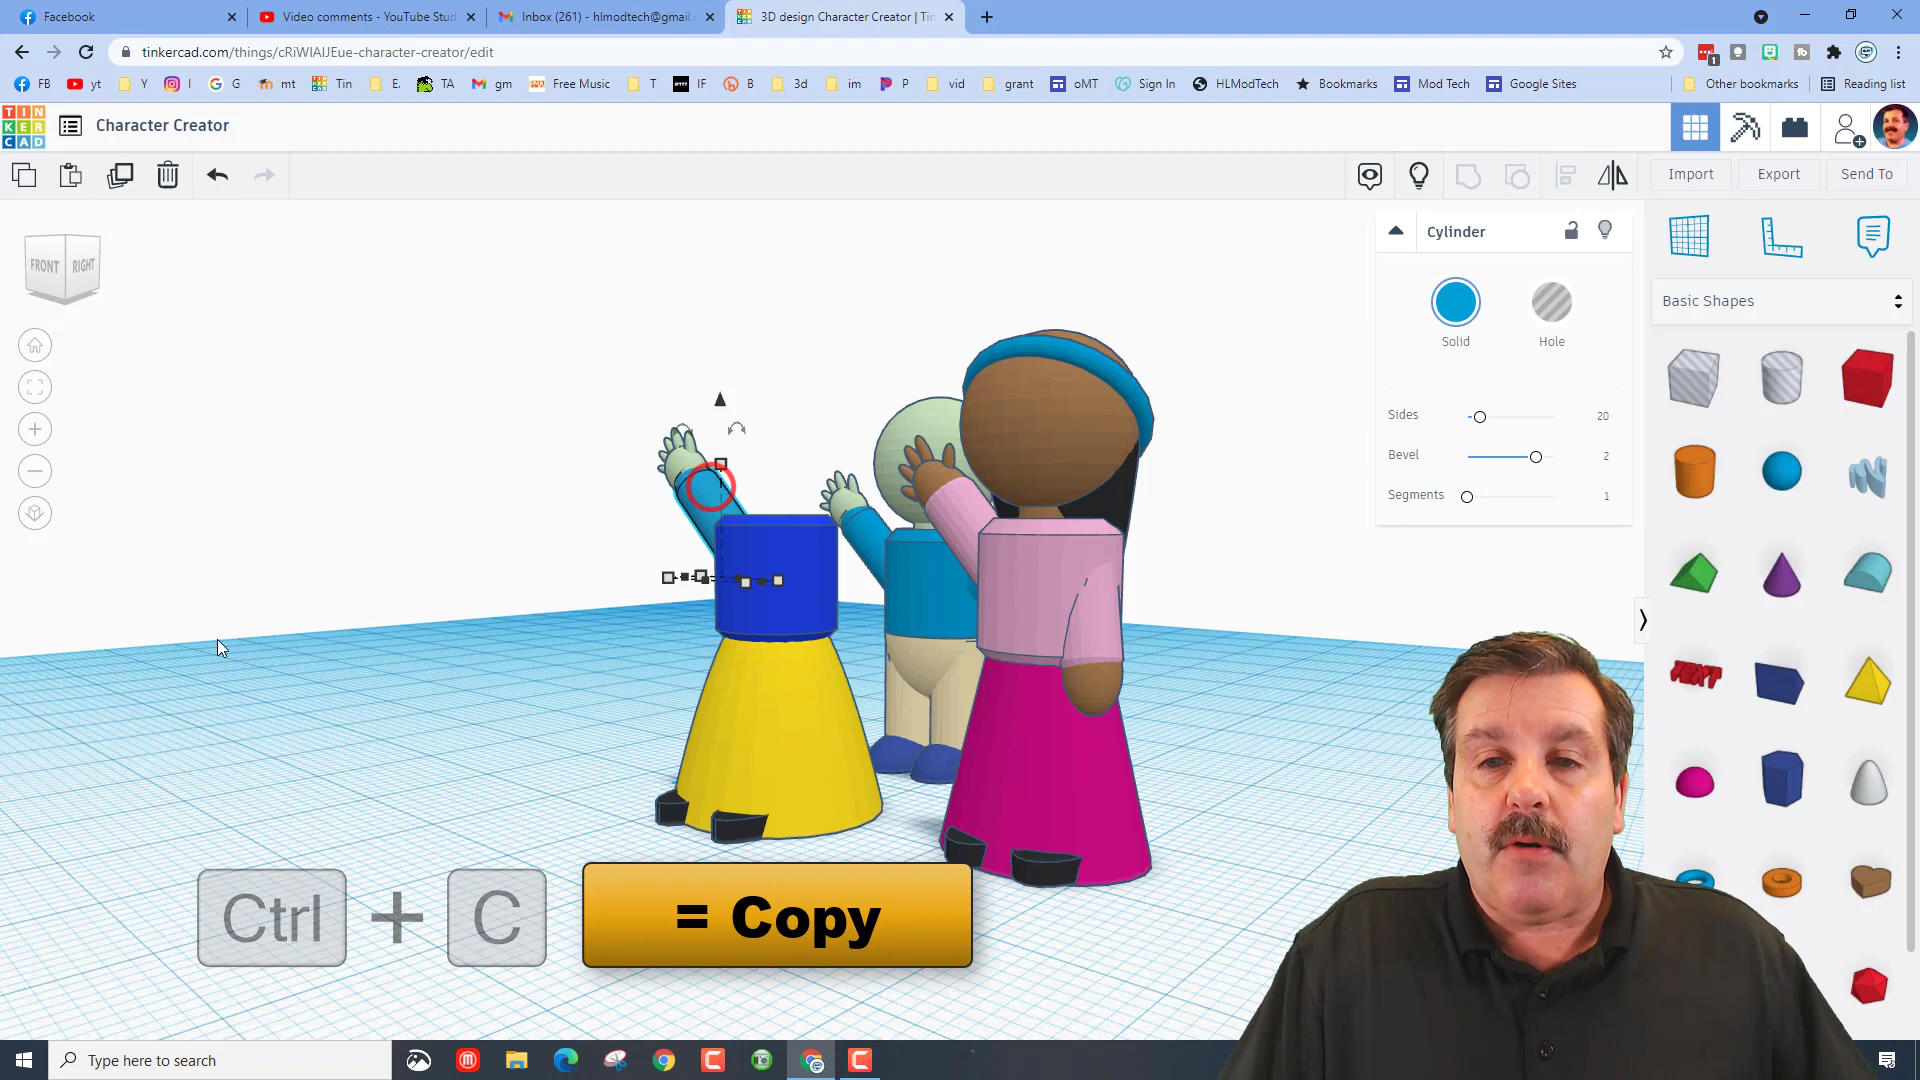 Facebook
Video comments - YouTube Stud
Inbox (261) - hlmodtech@gmail.
3D design Character Creator | Tin
tinkercad.com/things/cRiWIAIJEue-character-creator/edit
FB
yt
Y
I
G
mt
Tin
E.
TA
gm
Free Music
T
IF
B
3d
im
P
vid
grant
oMT
Sign In
HLModTech
Bookmarks
Mod Tech
Google Sites
Other bookmarks
Reading list
TIN
KER
CAD
Character Creator
Import
Export
Send To
FRONT
RIGHT
Cylinder
Solid
Hole
Sides
20
Bevel
2
Segments
1
Basic Shapes
TEXT
Ctrl + C = Copy
Type here to search